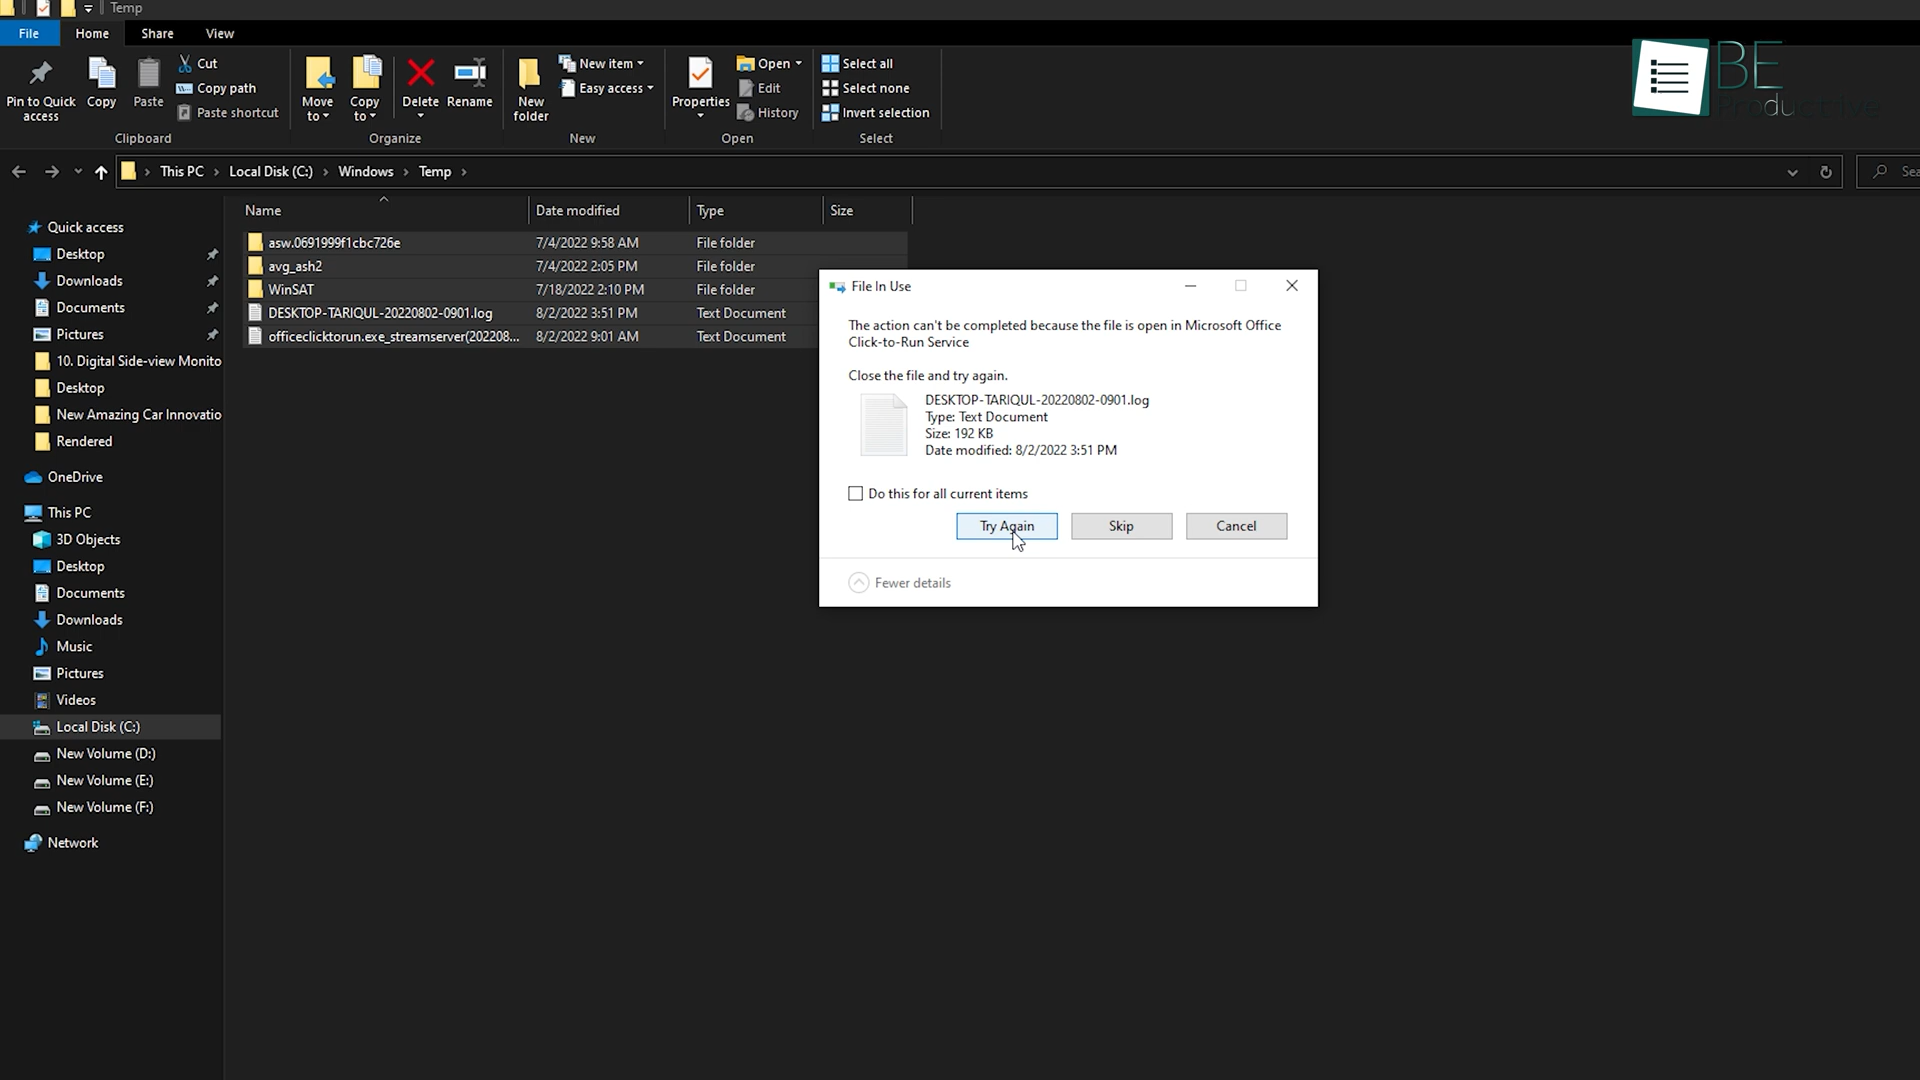 Temp
File
Home
Share
View
Pin to Quick access
Copy
Paste
Cut
Copy path
Paste shortcut
Clipboard
Move to
Copy to
Delete
Rename
Organize
New folder
New item
Easy access
New
Properties
Open
Edit
History
Open
Select all
Select none
Invert selection
Select
BE
Productive
This PC
Local Disk (C:)
Windows
Temp
Name
Date modified
Type
Size
asw.0691999f1cbc726e 7/4/2022 9:58 AM File folder
avg_ash2 7/4/2022 2:05 PM File folder
WinSAT 7/18/2022 2:10 PM File folder
DESKTOP-TARIQUL-20220802-0901.log 8/2/2022 3:51 PM Text Document
officeclicktorun.exe_streamserver(202208... 8/2/2022 9:01 AM Text Document
Quick access
Desktop
Downloads
Documents
Pictures
10. Digital Side-view Monito
Desktop
New Amazing Car Innovatio
Rendered
OneDrive
This PC
3D Objects
Desktop
Documents
Downloads
Music
Pictures
Videos
Local Disk (C:)
New Volume (D:)
New Volume (E:)
New Volume (F:)
Network
File In Use
The action can't be completed because the file is open in Microsoft Office
Click-to-Run Service
Close the file and try again.
DESKTOP-TARIQUL-20220802-0901.log
Type: Text Document
Size: 192 KB
Date modified: 8/2/2022 3:51 PM
Do this for all current items
Try Again
Skip
Cancel
Fewer details